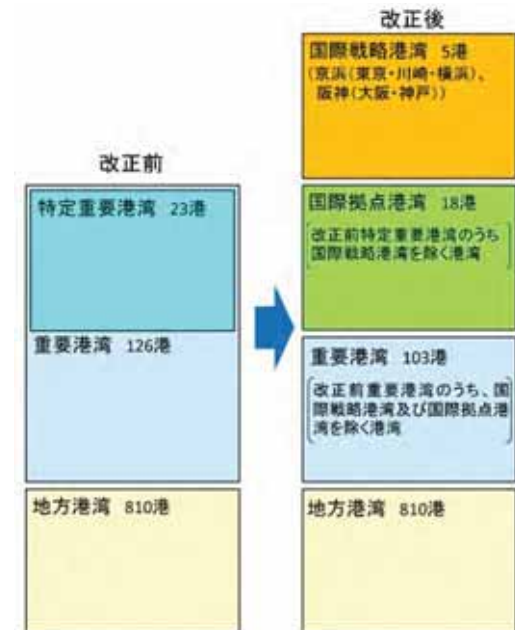 改正前
特定重要港湾 23港
重要港湾 126港
地方港湾 810港
改正後
国際戦略港湾 5港
(京浜(東京・川崎・横浜)、
阪神(大阪・神戸))
国際拠点港湾 18港
改正前特定重要港湾のうち
国際戦略港湾を除く港湾
重要港湾 103港
改正前重要港湾のうち、国
際戦略港湾及び国際拠点港
湾を除く港湾
地方港湾 810港